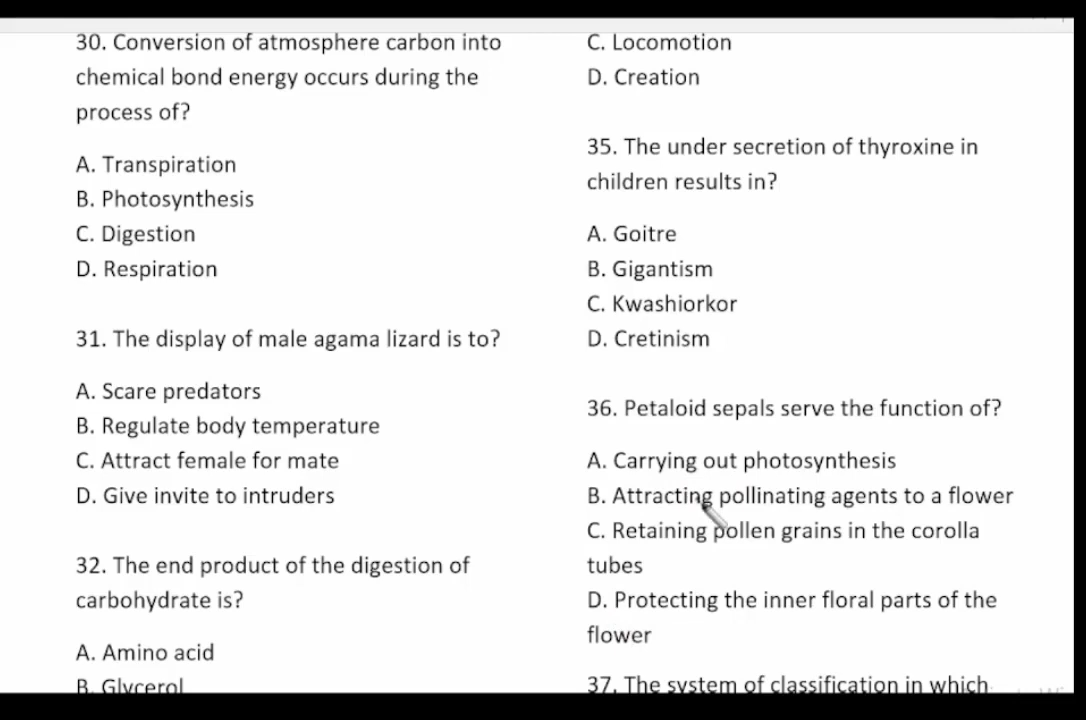 30. Conversion of atmosphere carbon into
chemical bond energy occurs during the
process of?
A. Transpiration
B. Photosynthesis
C. Digestion
D. Respiration
31. The display of male agama lizard is to?
A. Scare predators
B. Regulate body temperature
C. Attract female for mate
D. Give invite to intruders
32. The end product of the digestion of
carbohydrate is?
A. Amino acid
B. Glycerol
C. Locomotion
D. Creation
35. The under secretion of thyroxine in
children results in?
A. Goitre
B. Gigantism
C. Kwashiorkor
D. Cretinism
36. Petaloid sepals serve the function of?
A. Carrying out photosynthesis
B. Attracting pollinating agents to a flower
C. Retaining pollen grains in the corolla
tubes
D. Protecting the inner floral parts of the
flower
37. The system of classification in which